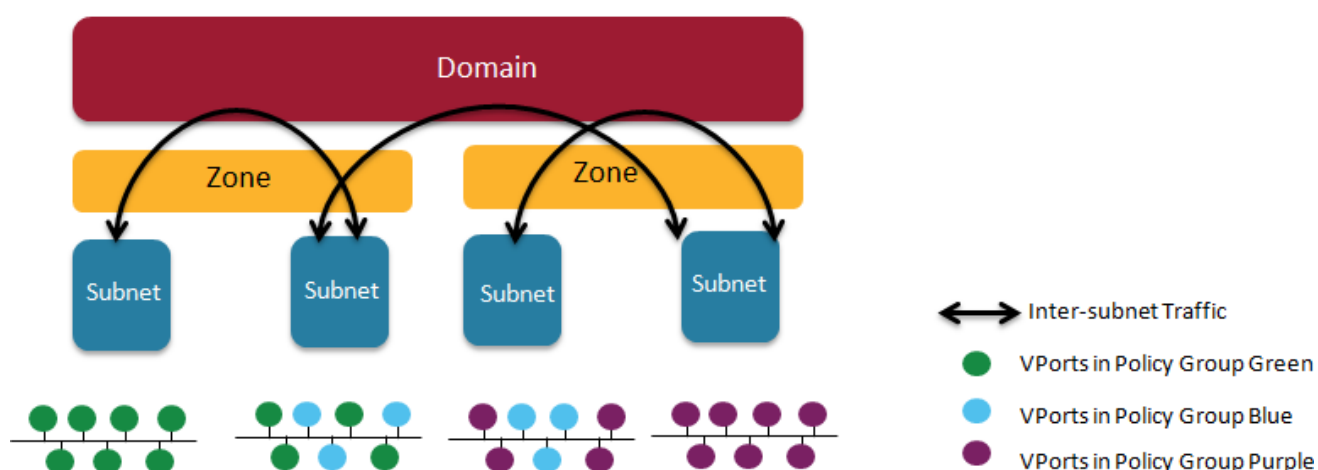 Domain
Zone
Zone
Subnet
Subnet
Subnet
Subnet
Inter-subnet Traffic
VPorts in Policy Group Green
VPorts in Policy Group Blue
VPorts in Policy Group Purple